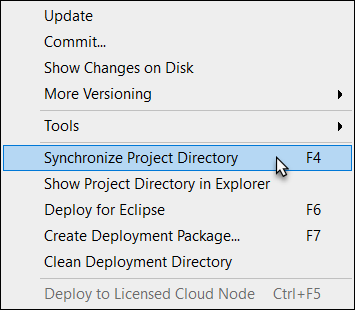 Update
Commit...
Show Changes on Disk
More Versioning
Tools
Synchronize Project Directory F4
Show Project Directory in Explorer
Deploy for Eclipse F6
Create Deployment Package... F7
Clean Deployment Directory
Deploy to Licensed Cloud Node Ctrl+F5